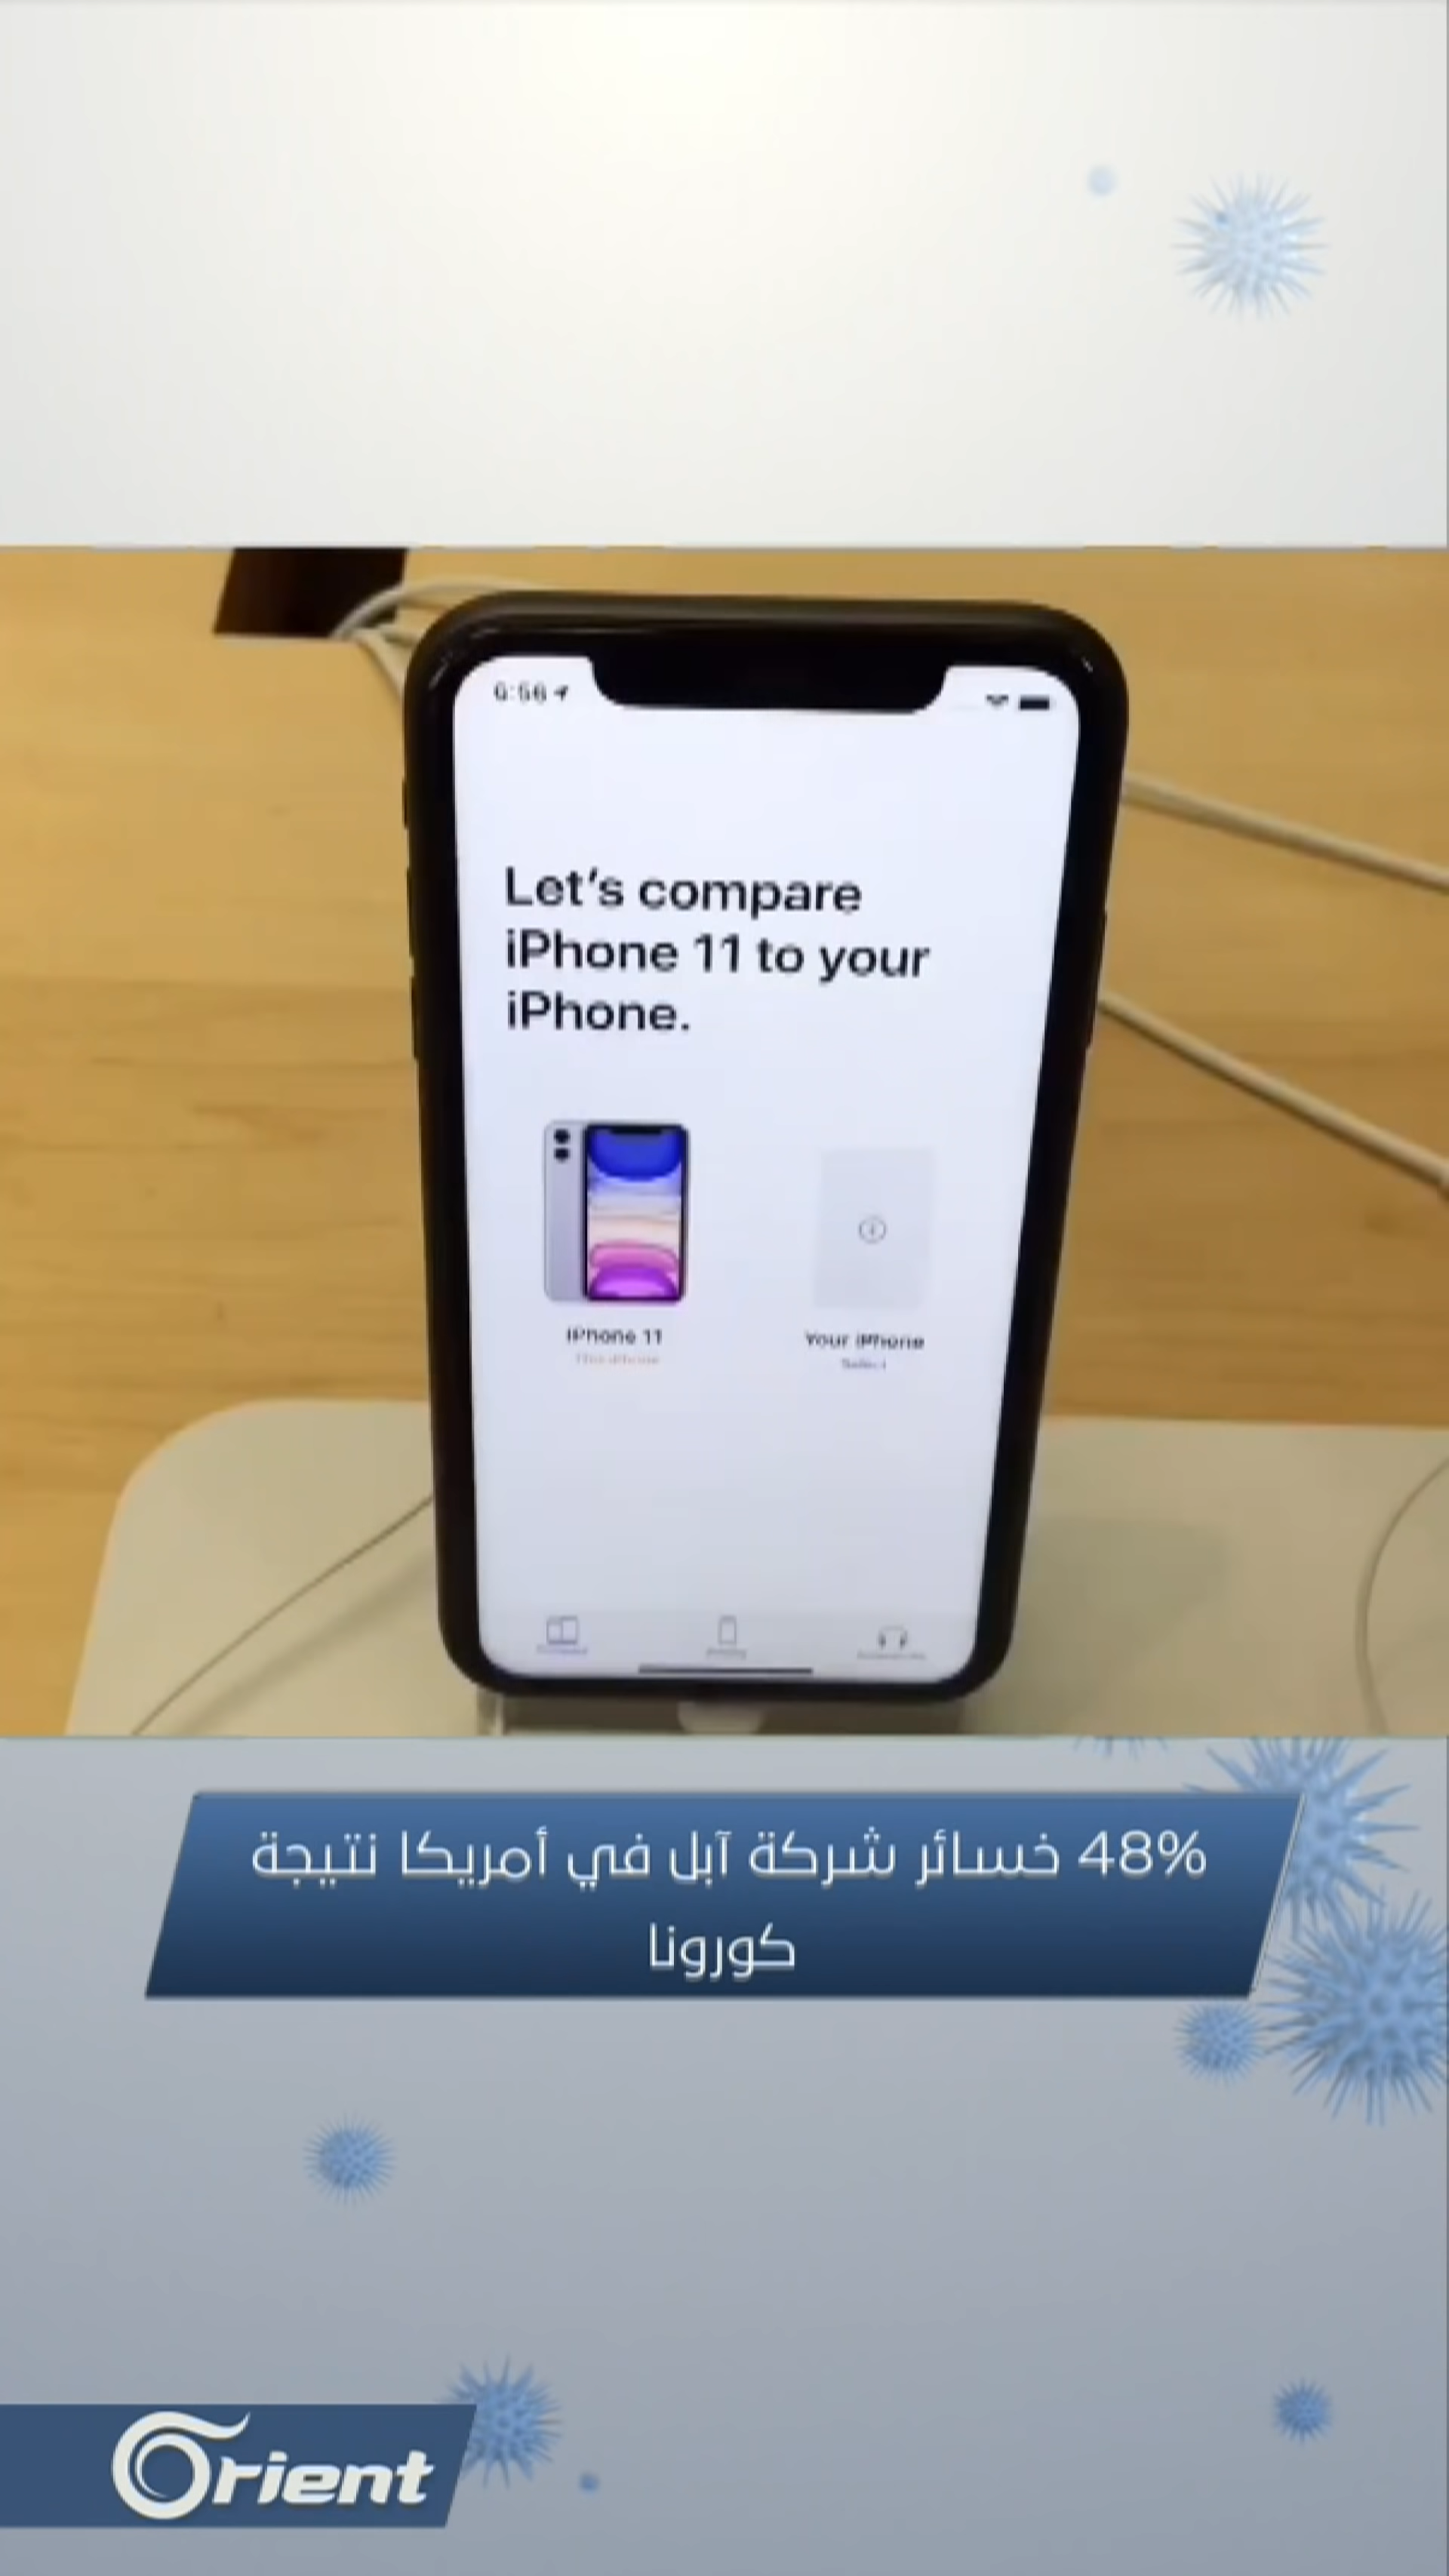 6:56
Let's compare
iPhone 11 to your
iPhone.
iPhone 11
Your iPhone
Select
48% خسائر شركة آبل في أمريكا نتيجة
كورونا
Orient